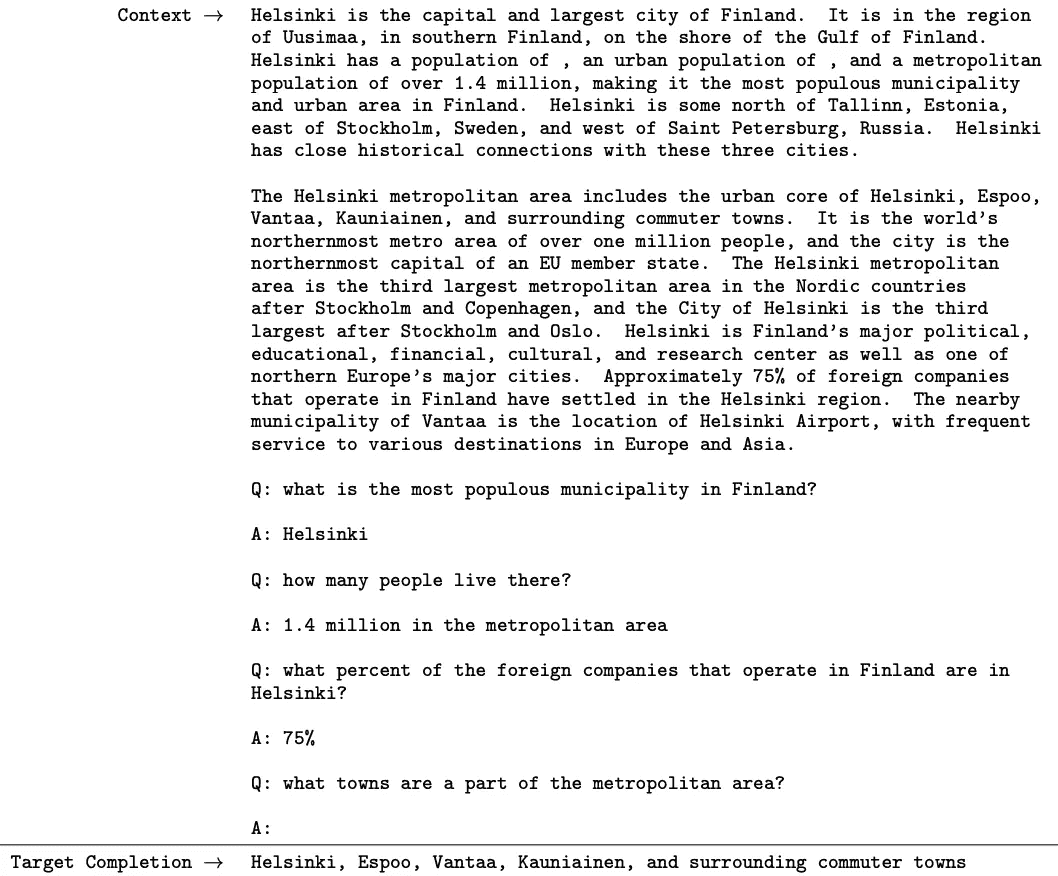 Context → Helsinki is the capital and largest city of Finland. It is in the region
of Uusimaa, in southern Finland, on the shore of the Gulf of Finland.
Helsinki has a population of , an urban population of , and a metropolitan
population of over 1.4 million, making it the most populous municipality
and urban area in Finland. Helsinki is some north of Tallinn, Estonia,
east of Stockholm, Sweden, and west of Saint Petersburg, Russia. Helsinki
has close historical connections with these three cities.
The Helsinki metropolitan area includes the urban core of Helsinki, Espoo,
Vantaa, Kauniainen, and surrounding commuter towns. It is the world's
northernmost metro area of over one million people, and the city is the
northernmost capital of an EU member state. The Helsinki metropolitan
area is the third largest metropolitan area in the Nordic countries
after Stockholm and Copenhagen, and the City of Helsinki is the third
largest after Stockholm and Oslo. Helsinki is Finland's major political,
educational, financial, cultural, and research center as well as one of
northern Europe's major cities. Approximately 75% of foreign companies
that operate in Finland have settled in the Helsinki region. The nearby
municipality of Vantaa is the location of Helsinki Airport, with frequent
service to various destinations in Europe and Asia.
Q: what is the most populous municipality in Finland?
A: Helsinki
Q: how many people live there?
A: 1.4 million in the metropolitan area
Q: what percent of the foreign companies that operate in Finland are in
Helsinki?
A: 75%
Q: what towns are a part of the metropolitan area?
A:
Target Completion → Helsinki, Espoo, Vantaa, Kauniainen, and surrounding commuter towns